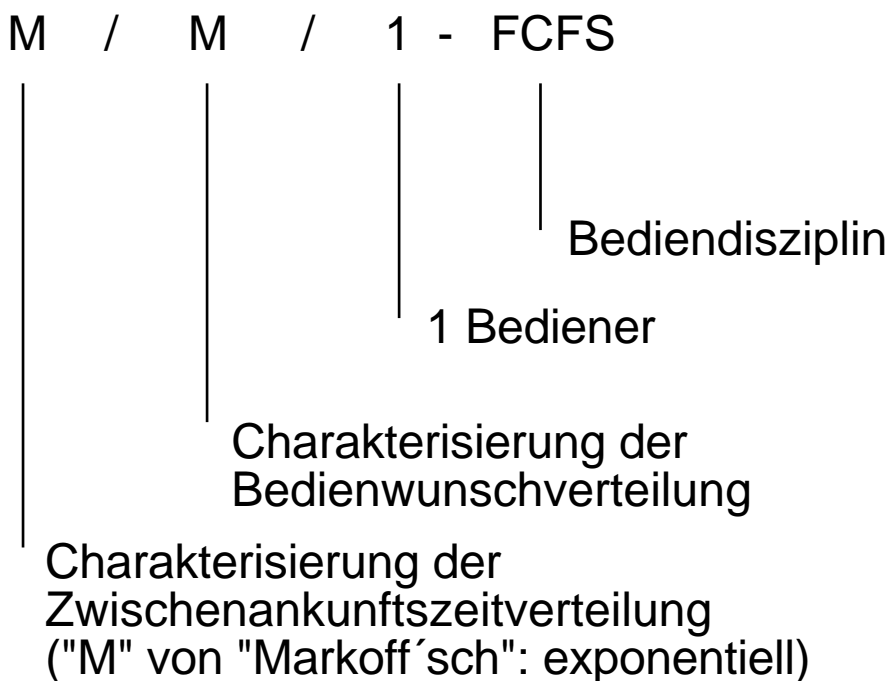 M / M / 1 - FCFS
Bediendisziplin
1 Bediener
Charakterisierung der
Bedienwunschverteilung
Charakterisierung der
Zwischenankunftszeitverteilung
("M" von "Markoff´sch": exponentiell)